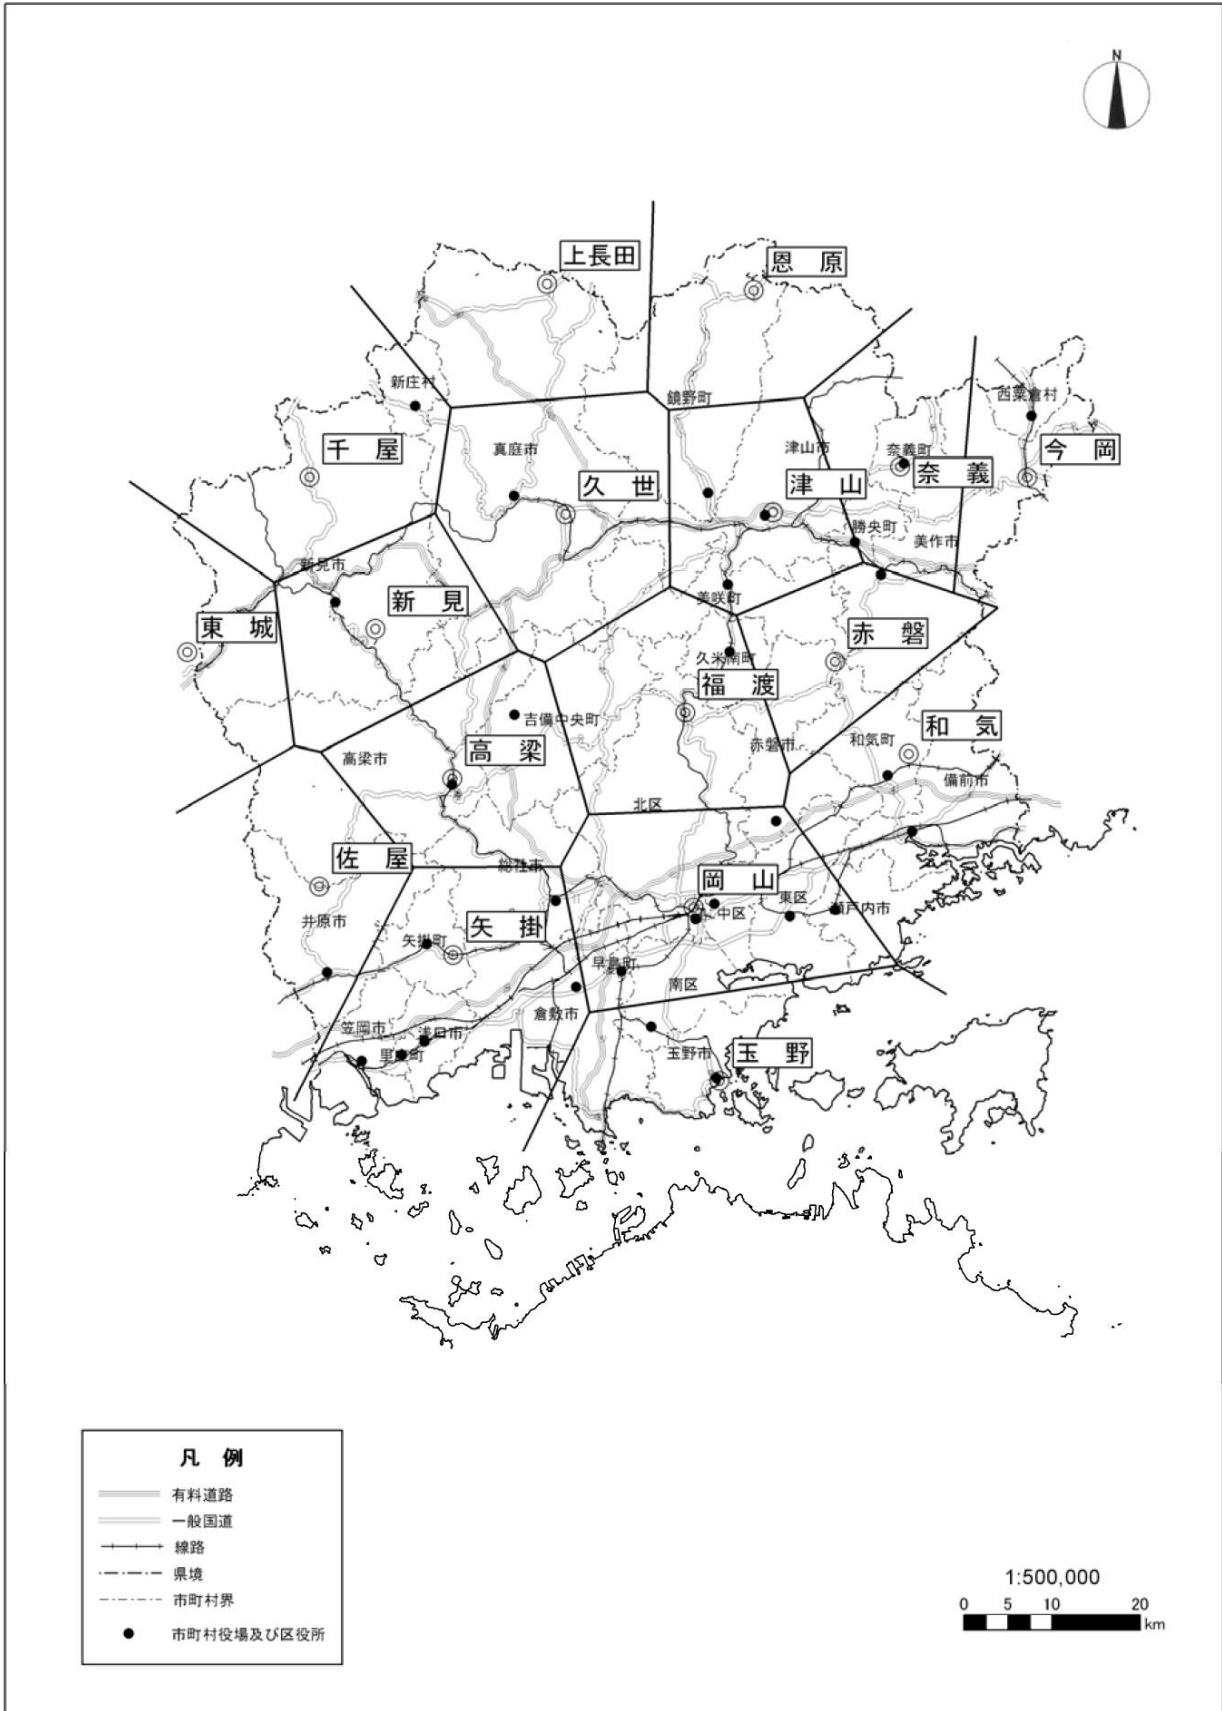 N
上長田
恩 原
新庄村
鏡野町
西粟倉村
千 屋
真庭市
久 世
津山市
津 山
奈義町
奈 義
今 岡
勝央町
美作市
新見市
新 見
美咲町
東 城
赤 磐
久米南町
福 渡
吉備中央町
高梁市
高 梁
赤磐市
和気町
和 気
備前市
北区
佐 屋
総社市
岡 山
井原市
矢掛町
矢 掛
中区
東区
瀬戸内市
早島町
南区
倉敷市
笠岡市
浅口市
里庄町
玉野市
玉 野
凡 例
有料道路
一般国道
線路
県境
市町村界
市町村役場及び区役所
1:500,000
0 5 10 20
km